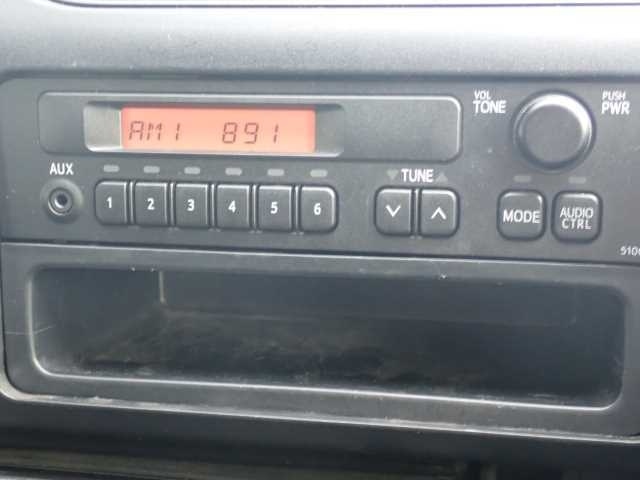 VOL
TONE
PUSH
PWR
AM1 891
AUX
TUNE
1 2 3 4 5 6
MODE
AUDIO
CTRL